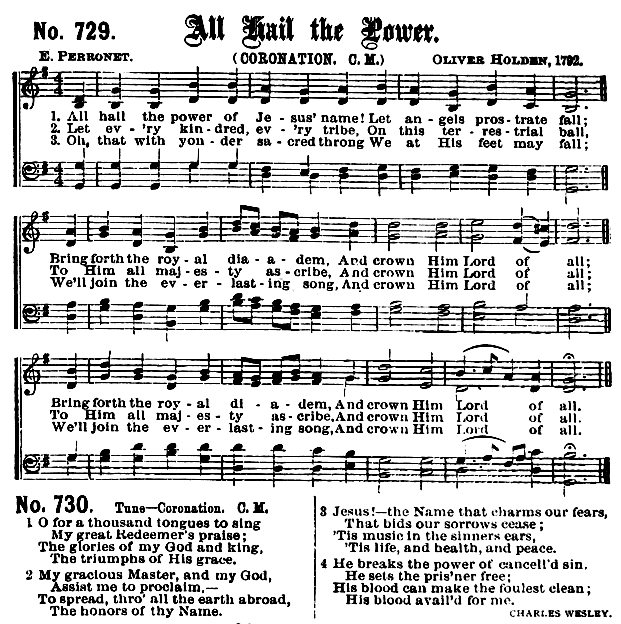 No. 729.
All Hail the Power.
E. PERRONET.
(CORONATION. C. M.)
OLIVER HOLDEN, 1792.
1. All hail the power of Je - sus' name! Let an - gels pros - trate fall;
2. Let ev - 'ry kin - dred, ev - 'ry tribe, On this ter - res - trial ball,
3. Oh, that with yon - der sa - cred throng We at His feet may fall;
Bring forth the roy - al dia - a - dem, And crown Him Lord of all;
To Him all maj - es - ty as - cribe, And crown Him Lord of all;
We'll join the ev - er - last - ing song, And crown Him Lord of all;
Bring forth the roy - al di - a - dem, And crown Him Lord of all.
To Him all maj - es - ty as - cribe, And crown Him Lord of all.
We'll join the ev - er - last - ing song, And crown Him Lord of all.
No. 730. Tune—Coronation. C. M.
1 O for a thousand tongues to sing
My great Redeemer's praise;
The glories of my God and king,
The triumphs of His grace.
2 My gracious Master, and my God,
Assist me to proclaim,—
To spread, thro' all the earth abroad,
The honors of thy Name.
3 Jesus!—the Name that charms our fears,
That bids our sorrows cease;
'Tis music in the sinners ears,
'Tis life, and health, and peace.
4 He breaks the power of cancell'd sin.
He sets the pris'ner free;
His blood can make the foulest clean;
His blood avail'd for me.
CHARLES WESLEY.